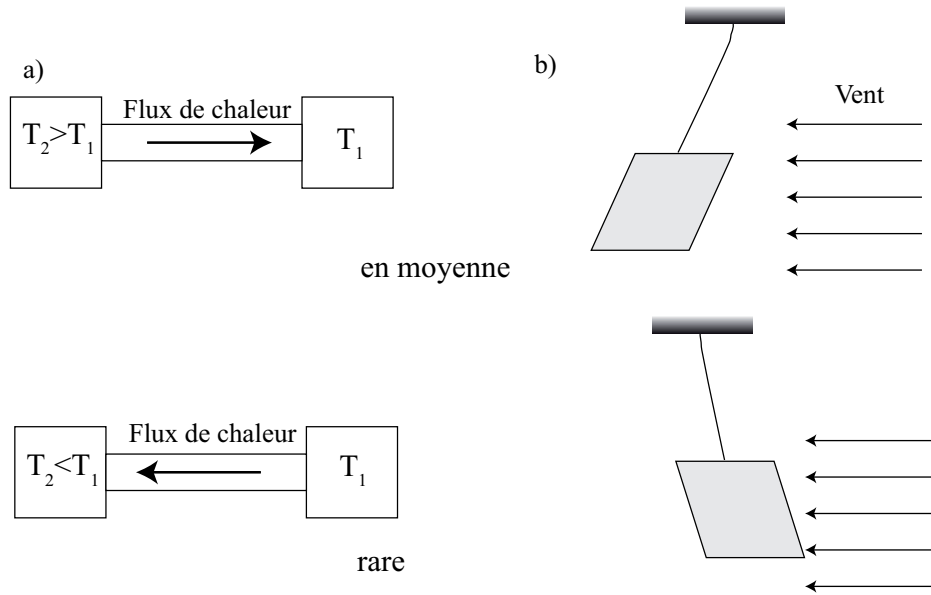 a)
Flux de chaleur
T₂>T₁
T₁
b)
Vent
en moyenne
Flux de chaleur
T₂<T₁
T₁
rare